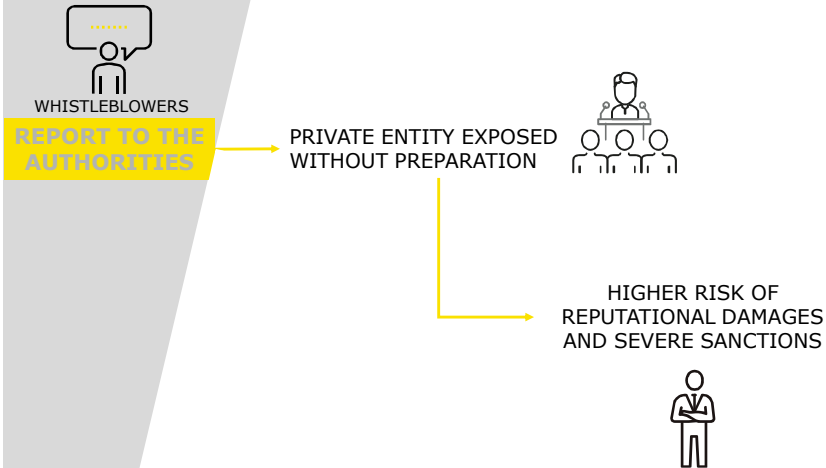 WHISTLEBLOWERS
REPORT TO THE
AUTHORITIES
PRIVATE ENTITY EXPOSED
WITHOUT PREPARATION
HIGHER RISK OF
REPUTATIONAL DAMAGES
AND SEVERE SANCTIONS